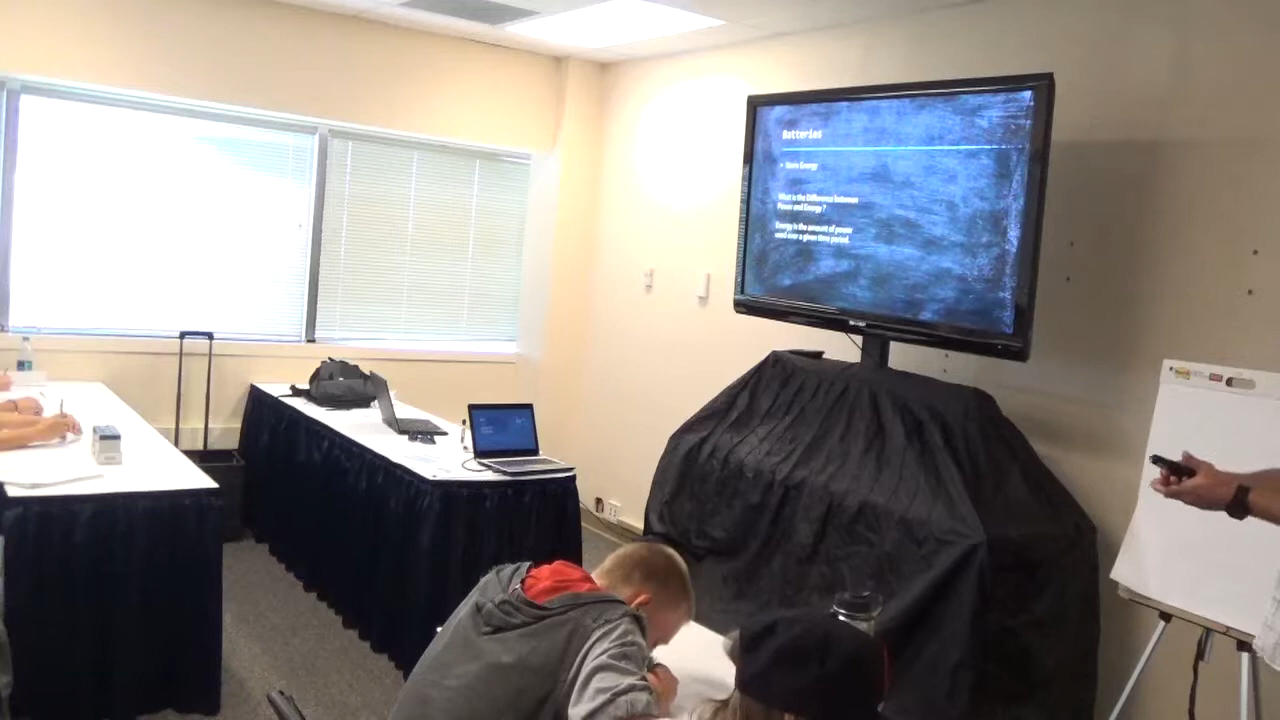 Batteries
• Store Energy
What is the Difference between
Power and Energy ?
Energy is the amount of power
used over a given time period.